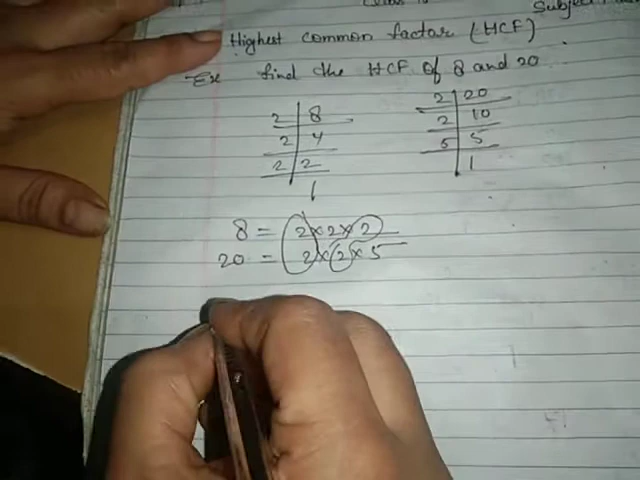 Subject
Highest common factor (HCF)
Ex find the HCF of 8 and 20
2 | 8
2 | 4
2 | 2
1
2 | 20
2 | 10
5 | 5
1
8 = 2×2×2
20 = 2×2×5